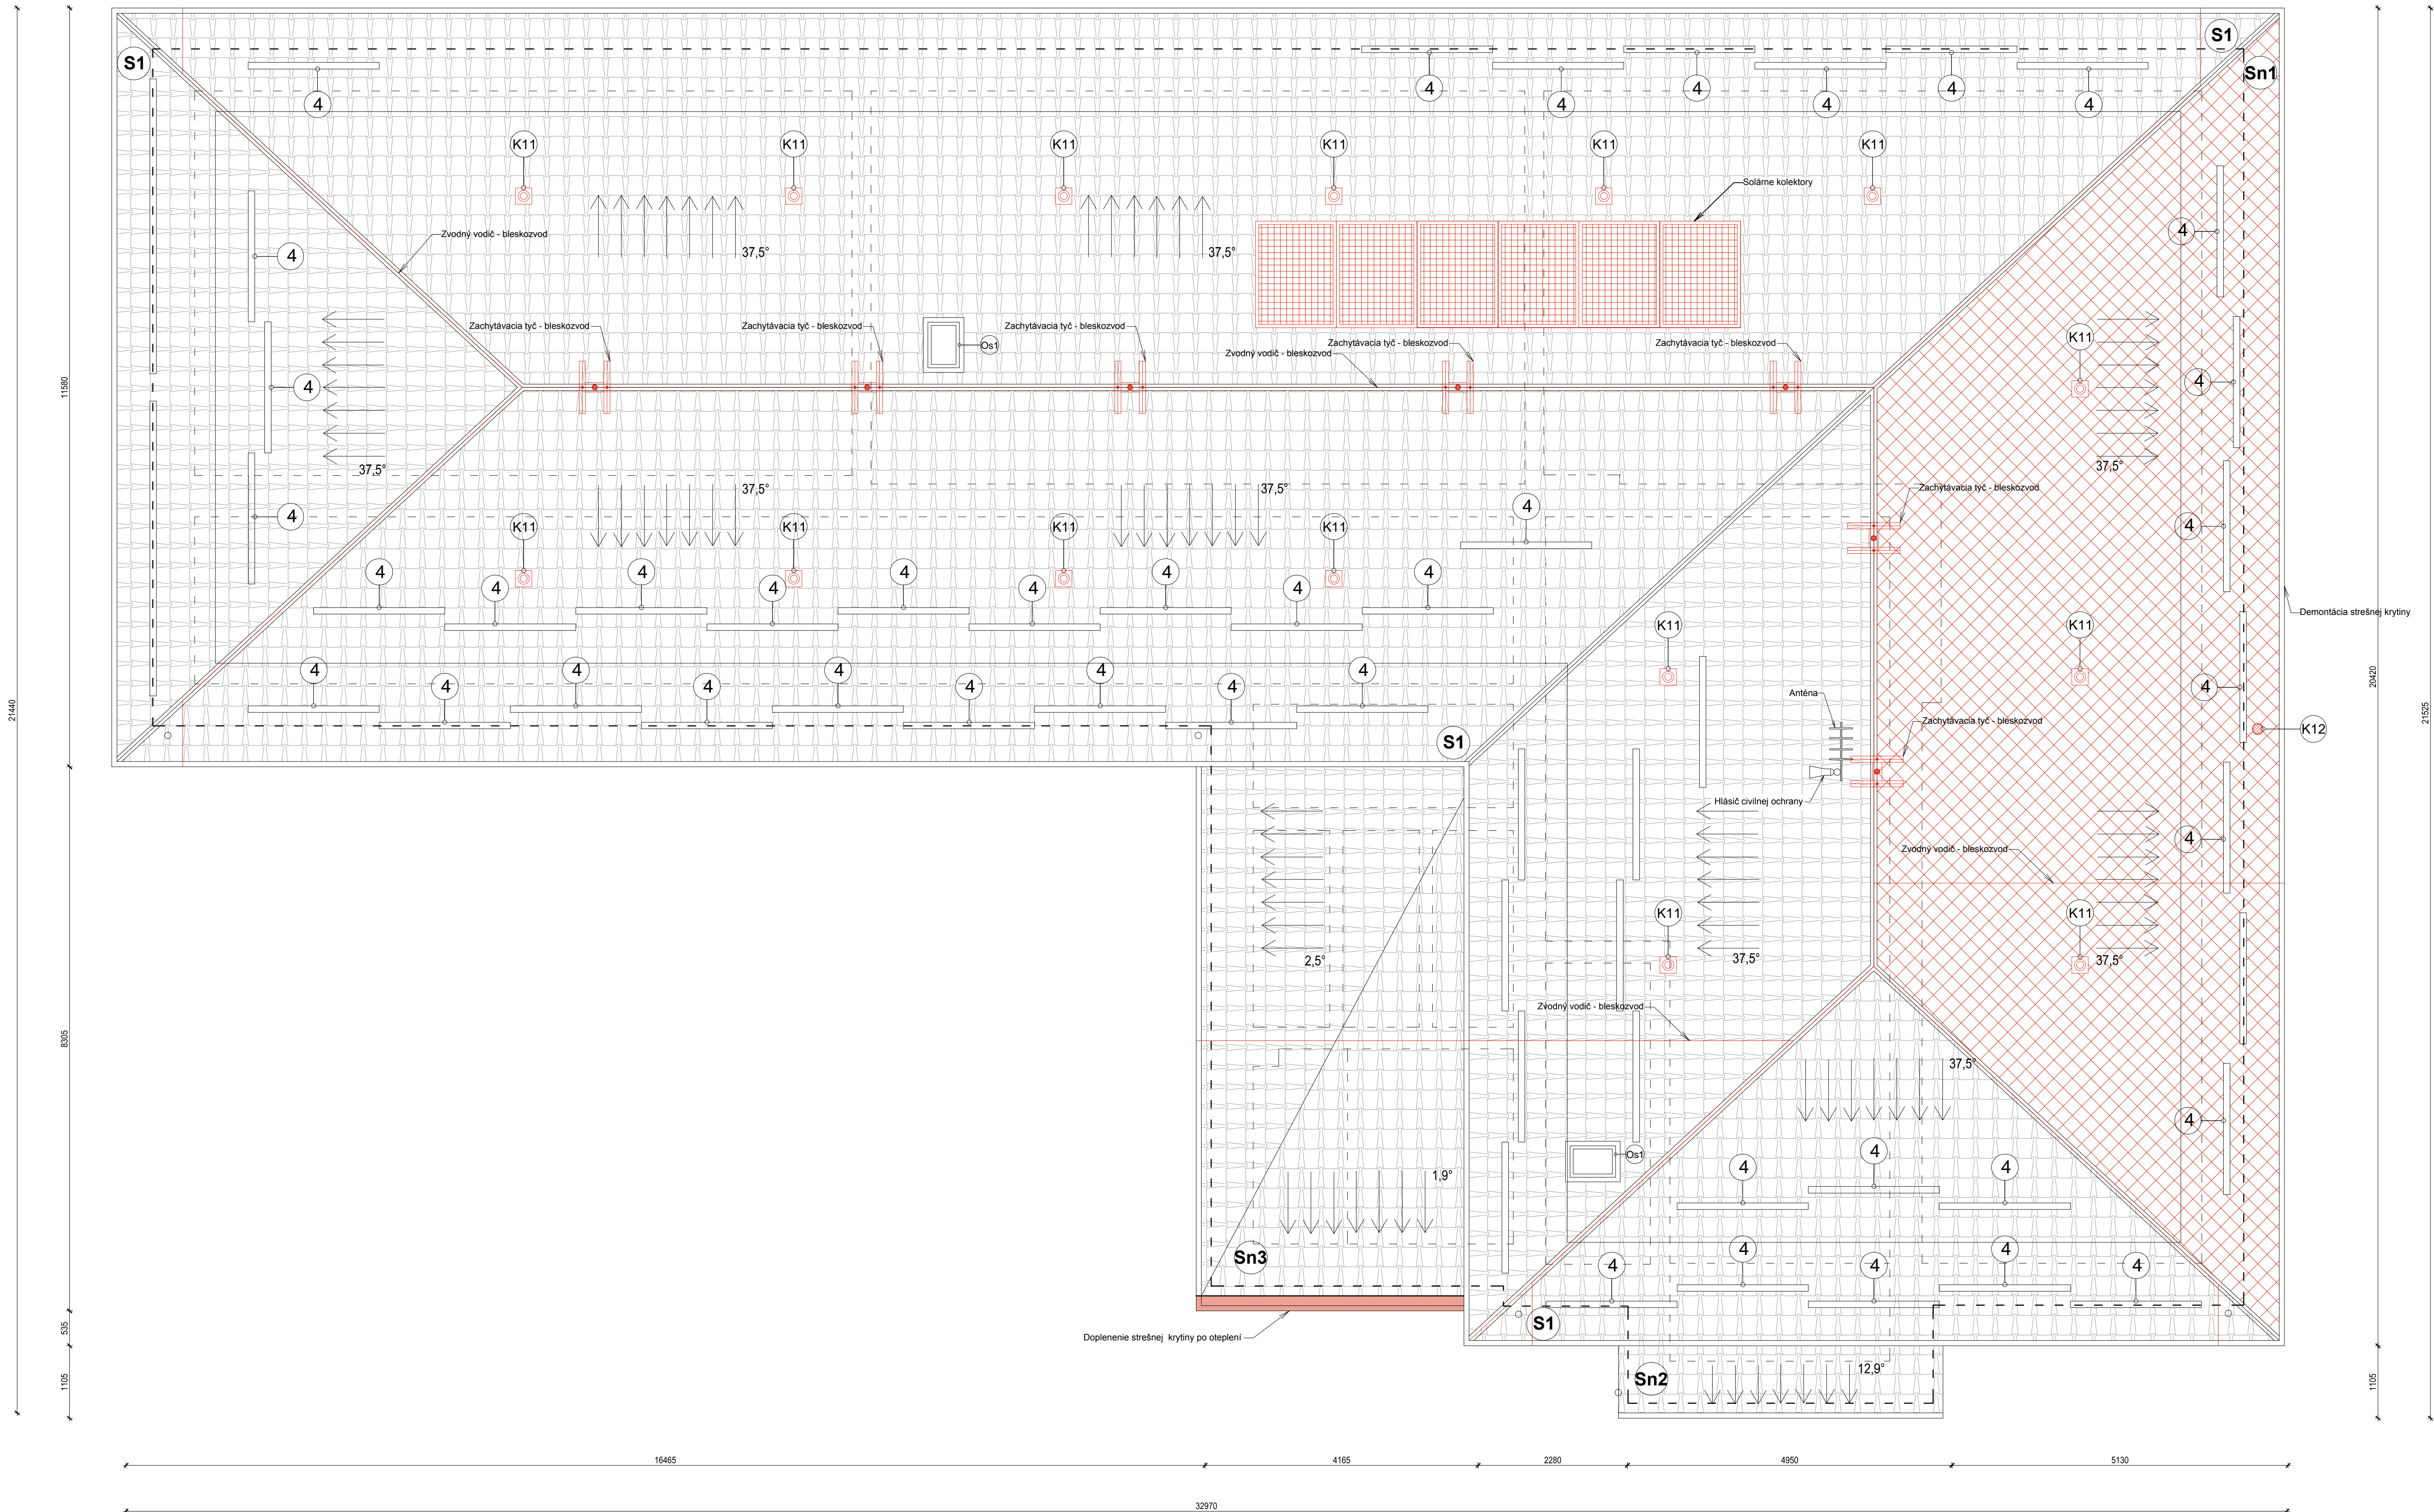 S1
S1
Sn1
4
4
4
4
4
4
4
K11
K11
K11
K11
K11
K11
Solárne kolektory
Zvodný vodič - bleskozvod
37,5°
37,5°
4
4
Zachytávacia tyč - bleskozvod
Zachytávacia tyč - bleskozvod
Zachytávacia tyč - bleskozvod
Zachytávacia tyč - bleskozvod
Zachytávacia tyč - bleskozvod
Zvodný vodič - bleskozvod
Os1
K11
4
4
11580
37,5°
37,5°
37,5°
37,5°
Zachytávacia tyč - bleskozvod
4
4
4
K11
K11
K11
K11
4
4
4
4
4
4
4
4
4
4
Demontácia strešnej krytiny
K11
K11
4
4
4
4
4
4
4
4
4
4
Anténa
20420
21440
21525
Zachytávacia tyč - bleskozvod
K12
S1
Hlásič civilnej ochrany
4
Zvodný vodič - bleskozvod
K11
K11
2,5°
37,5°
37,5°
Zvodný vodič - bleskozvod
8305
37,5°
4
Os1
4
4
4
1,9°
Sn3
4
4
4
4
4
S1
535
Doplenenie strešnej krytiny po oteplení
12,9°
Sn2
1105
1105
16465
4165
2280
4950
5130
32970